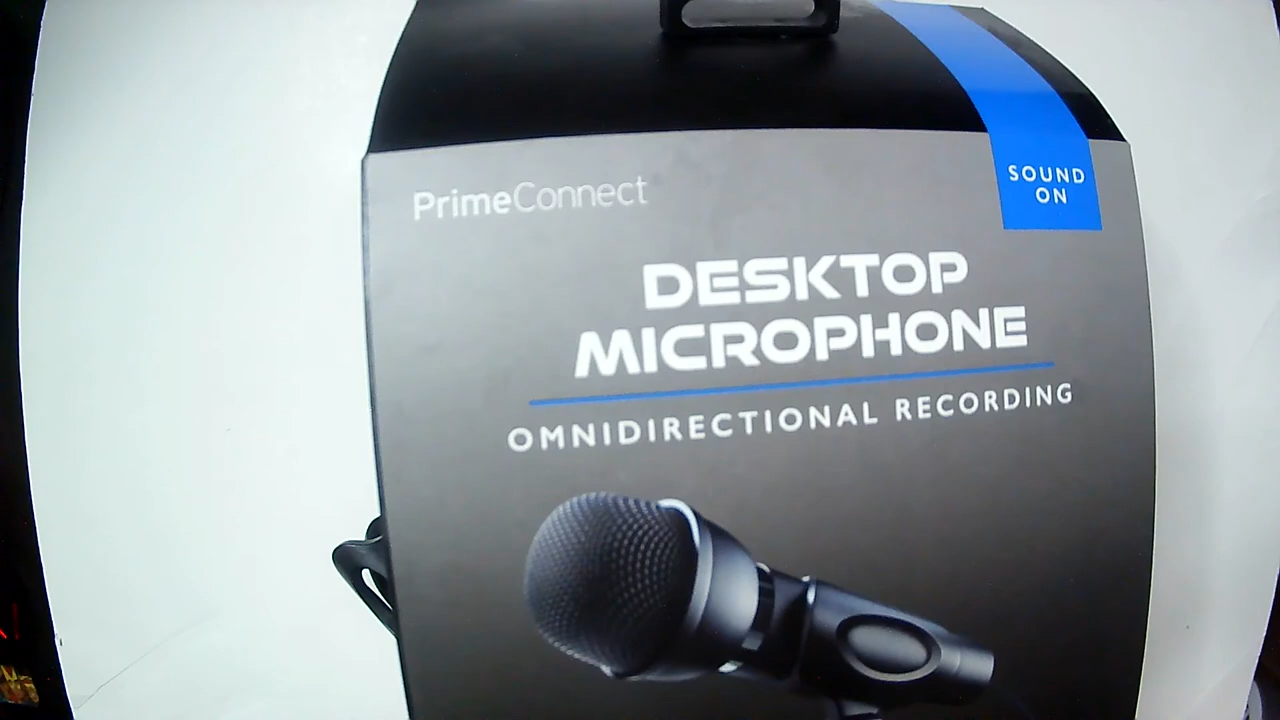 PrimeConnect
SOUND
ON
DESKTOP
MICROPHONE
OMNIDIRECTIONAL RECORDING